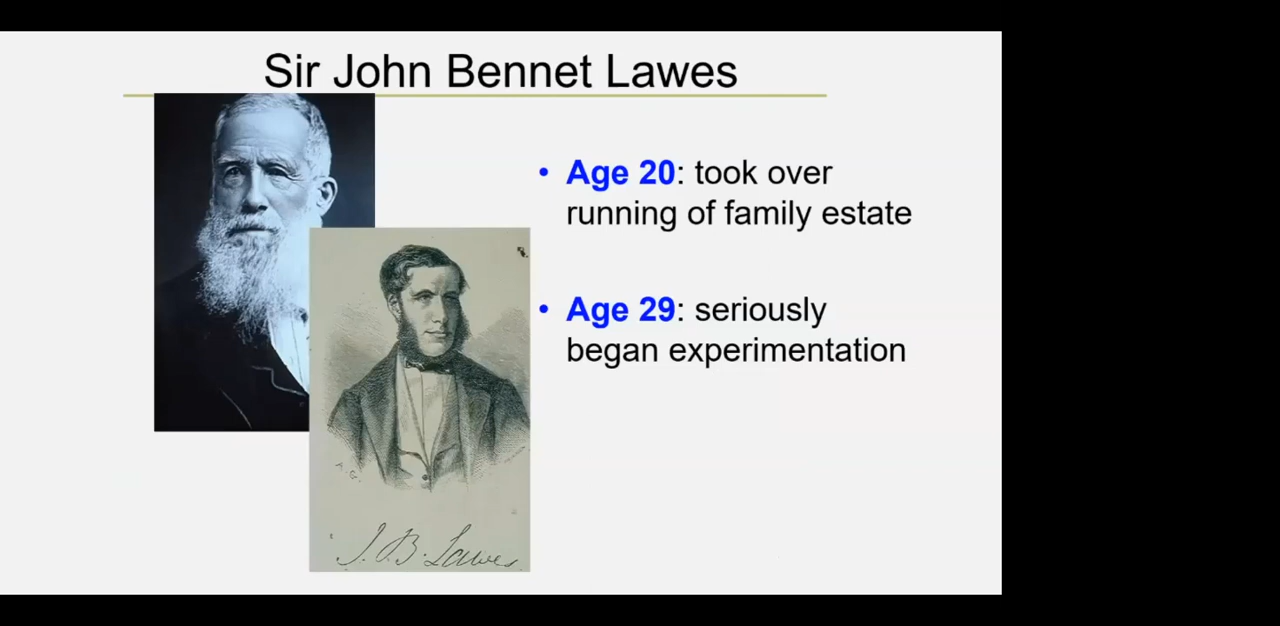 Sir John Bennet Lawes
• Age 20: took over
running of family estate
• Age 29: seriously
began experimentation
A. G.
J. B. Lawes